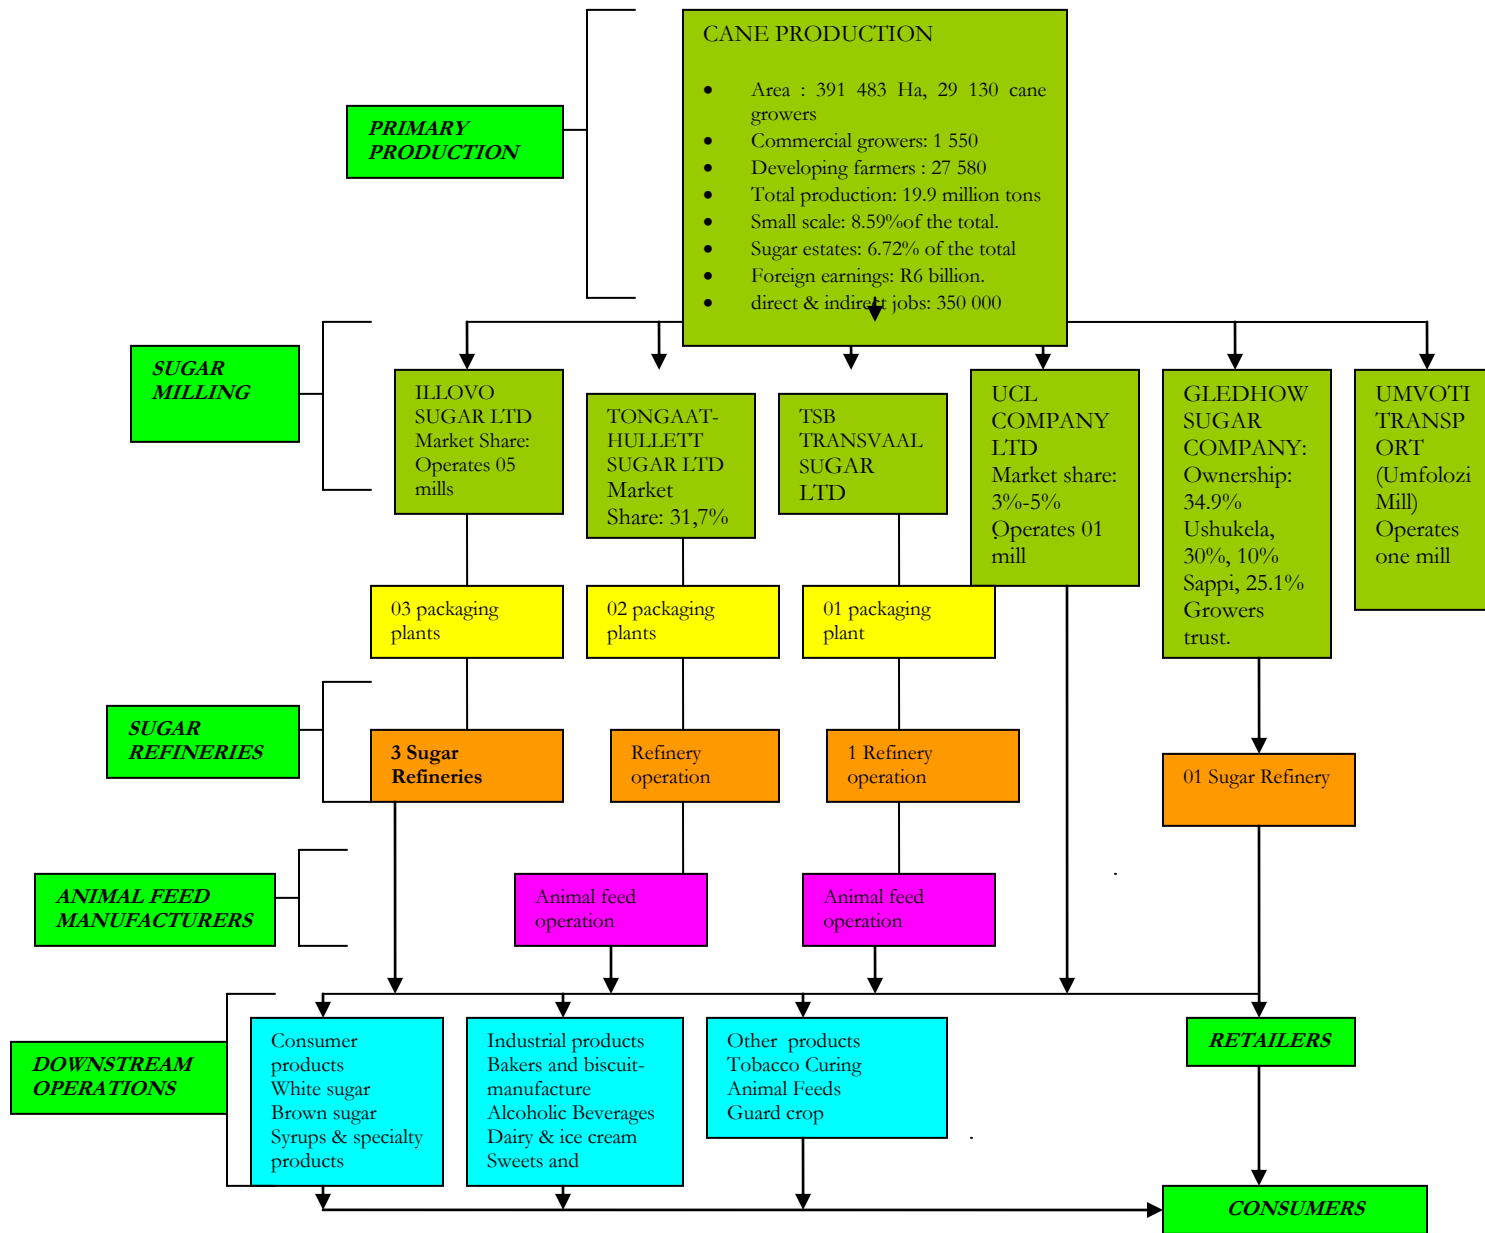 CANE PRODUCTION
• Area : 391 483 Ha, 29 130 cane
growers
• Commercial growers: 1 550
• Developing farmers : 27 580
• Total production: 19.9 million tons
• Small scale: 8.59%of the total.
• Sugar estates: 6.72% of the total
• Foreign earnings: R6 billion.
• direct & indirect jobs: 350 000
PRIMARY
PRODUCTION
SUGAR
MILLING
ILLOVO
SUGAR LTD
Market Share:
Operates 05
mills
TONGAAT-
HULLETT
SUGAR LTD
Market
Share: 31,7%
TSB
TRANSVAAL
SUGAR
LTD
UCL
COMPANY
LTD
Market share:
3%-5%
Operates 01
mill
GLEDHOW
SUGAR
COMPANY:
Ownership:
34.9%
Ushukela,
30%, 10%
Sappi, 25.1%
Growers
trust.
UMVOTI
TRANSP
ORT
(Umfolozi
Mill)
Operates
one mill
03 packaging
plants
02 packaging
plants
01 packaging
plant
SUGAR
REFINERIES
3 Sugar
Refineries
Refinery
operation
1 Refinery
operation
01 Sugar Refinery
ANIMAL FEED
MANUFACTURERS
Animal feed
operation
Animal feed
operation
DOWNSTREAM
OPERATIONS
Consumer
products
White sugar
Brown sugar
Syrups & specialty
products
Industrial products
Bakers and biscuit-
manufacture
Alcoholic Beverages
Dairy & ice cream
Sweets and
Other products
Tobacco Curing
Animal Feeds
Guard crop
RETAILERS
CONSUMERS